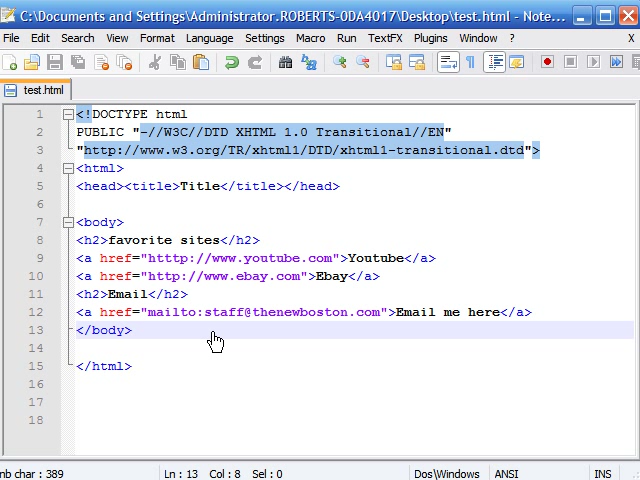 C:\Documents and Settings\Administrator.ROBERTS-0DA4017\Desktop\test.html - Note...
File Edit Search View Format Language Settings Macro Run TextFX Plugins Window ? X
test.html
1 <!DOCTYPE html
2 PUBLIC "-//W3C//DTD XHTML 1.0 Transitional//EN"
3 "http://www.w3.org/TR/xhtml1/DTD/xhtml1-transitional.dtd">
4 <html>
5 <head><title>Title</title></head>
6
7 <body>
8 <h2>favorite sites</h2>
9 <a href="htttp://www.youtube.com">Youtube</a>
10 <a href="http://www.ebay.com">Ebay</a>
11 <h2>Email</h2>
12 <a href="mailto:staff@thenewboston.com">Email me here</a>
13 </body>
14
15 </html>
16
17
18
nb char : 389 Ln : 13 Col : 8 Sel : 0 Dos\Windows ANSI INS